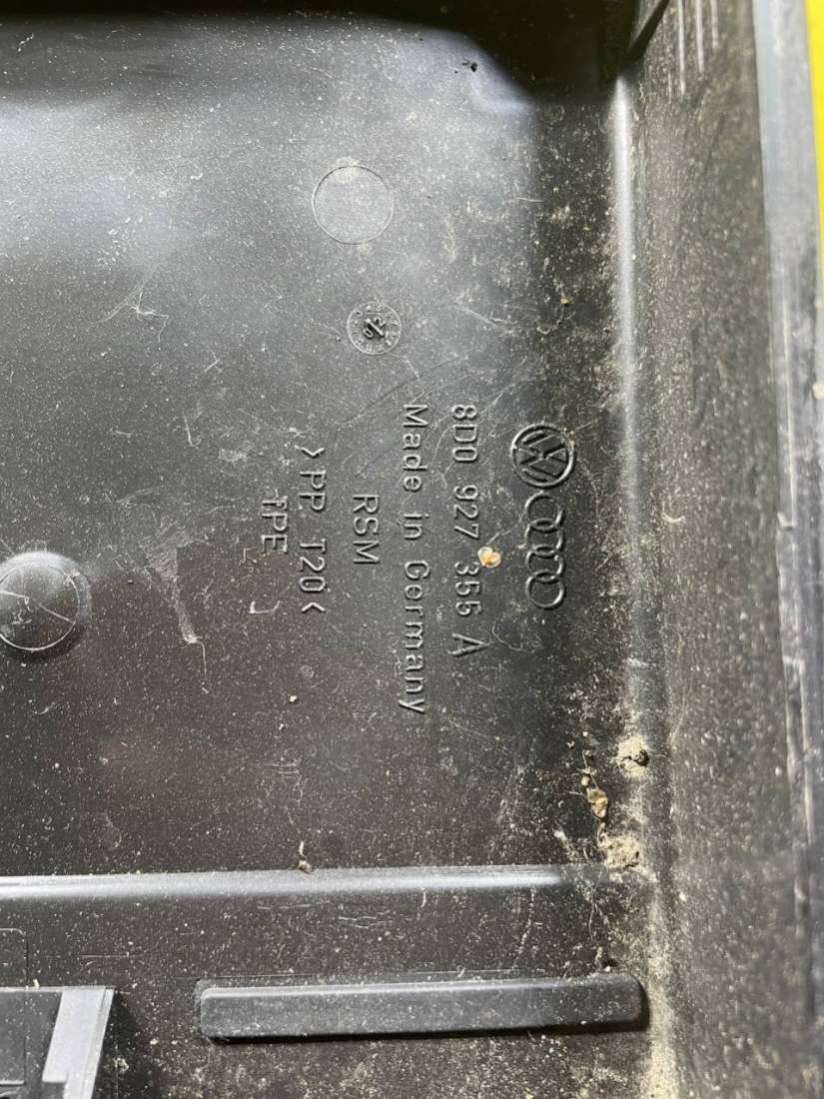 8D0 927 355 A
Made in Germany
RSM
>PP T20<
TPE